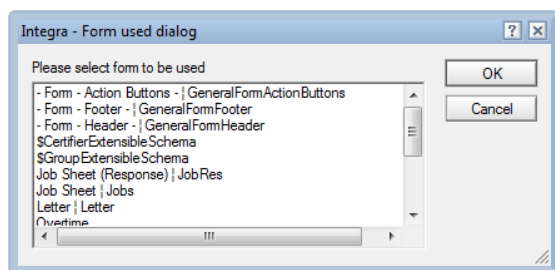 Integra - Form used dialog
Please select form to be used
- Form - Action Buttons - ¦ GeneralFormActionButtons
- Form - Footer - ¦ GeneralFormFooter
- Form - Header - ¦ GeneralFormHeader
$CertifierExtensibleSchema
$GroupExtensibleSchema
Job Sheet (Response) ¦ JobRes
Job Sheet ¦ Jobs
Letter ¦ Letter
Overtime
OK
Cancel